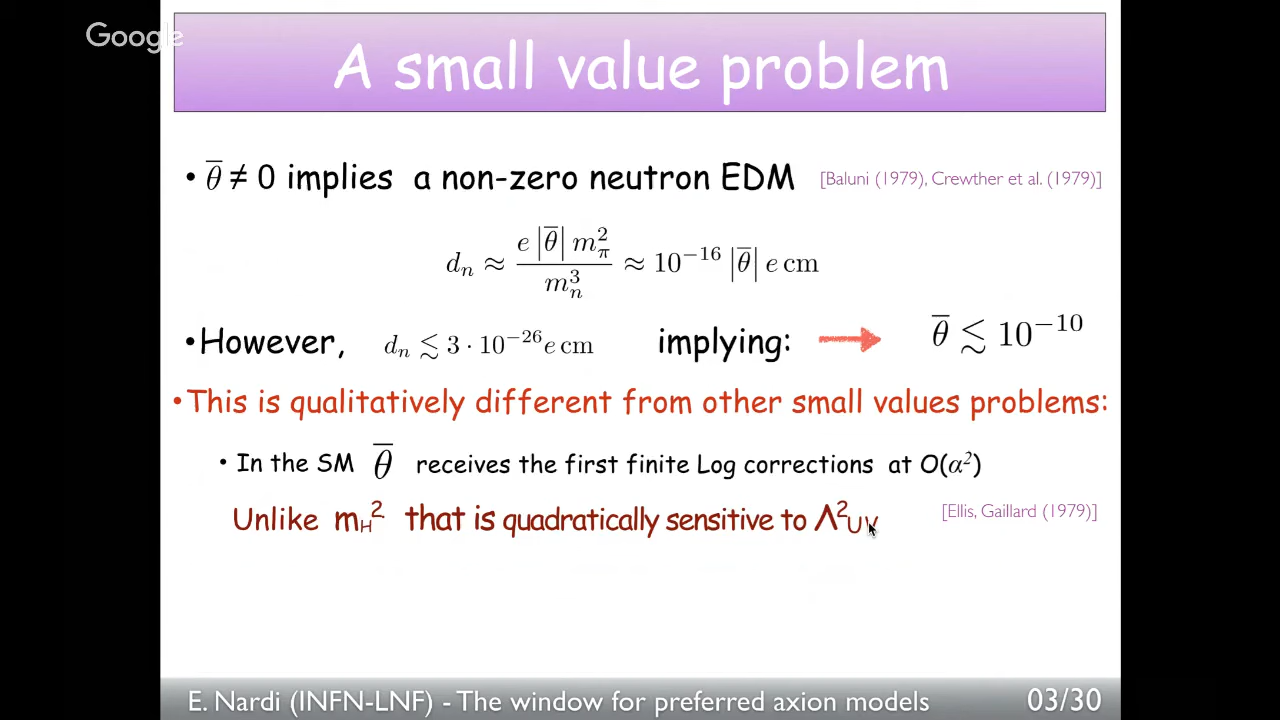 Google
A small value problem
• θ̅ ≠ 0 implies a non-zero neutron EDM [Baluni (1979), Crewther et al. (1979)]
dₙ ≈ e |θ̅| m_π² / mₙ³ ≈ 10⁻¹⁶ |θ̅| e cm
•However, dₙ ≲ 3 · 10⁻²⁶ e cm implying: → θ̅ ≲ 10⁻¹⁰
•This is qualitatively different from other small values problems:
• In the SM θ̅ receives the first finite Log corrections at O(α²)
Unlike m_H² that is quadratically sensitive to Λ²_UV [Ellis, Gaillard (1979)]
E. Nardi (INFN-LNF) - The window for preferred axion models 03/30